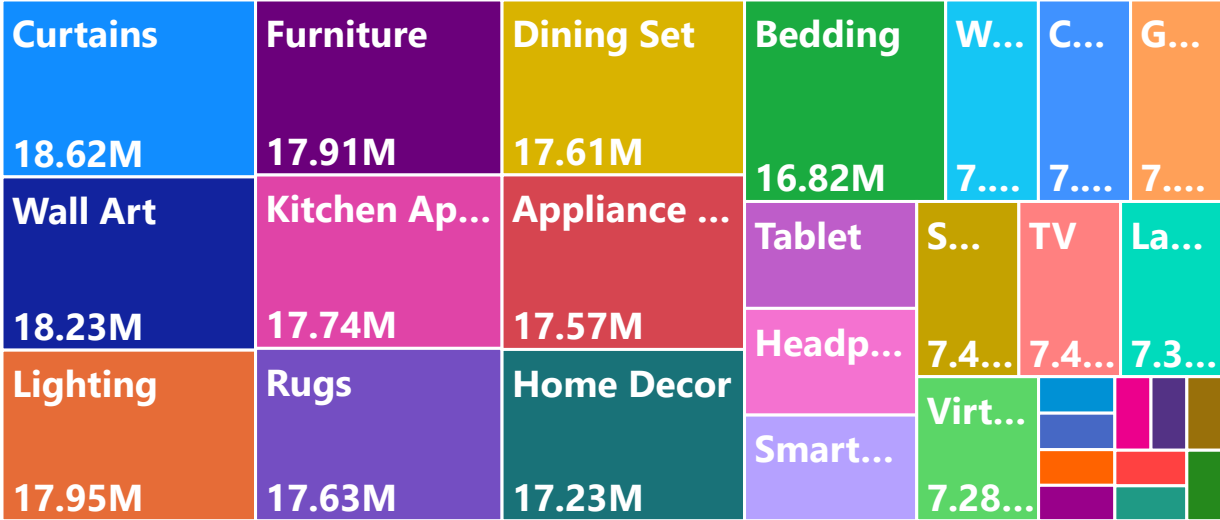 Curtains
18.62M
Wall Art
18.23M
Lighting
17.95M
Furniture
17.91M
Kitchen Ap...
17.74M
Rugs
17.63M
Dining Set
17.61M
Appliance ...
17.57M
Home Decor
17.23M
Bedding
16.82M
W...
7....
C...
7....
G...
7....
Tablet
Headp...
Smart...
S...
7.4...
TV
7.4...
La...
7.3...
Virt...
7.28...